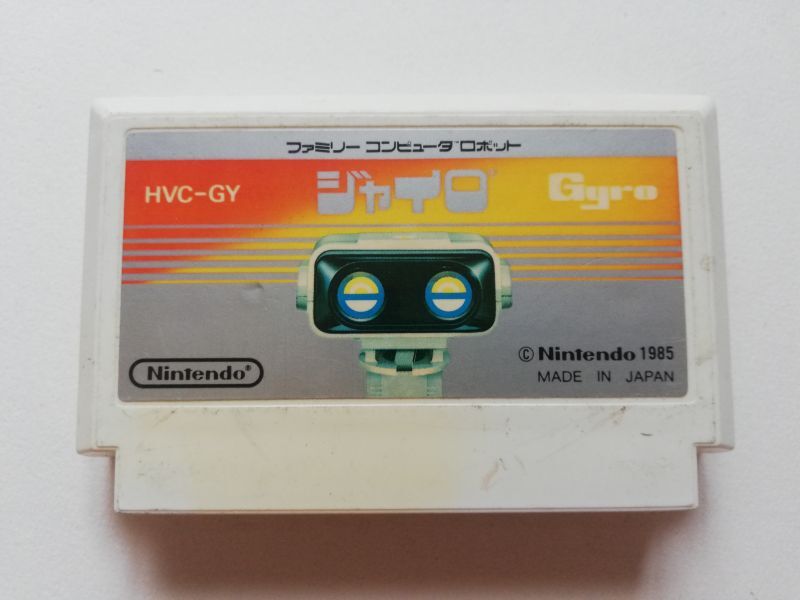 ファミリー コンピュータ ロボット
HVC-GY
ジャイロ
Gyro
© Nintendo 1985
Nintendo®
MADE IN JAPAN